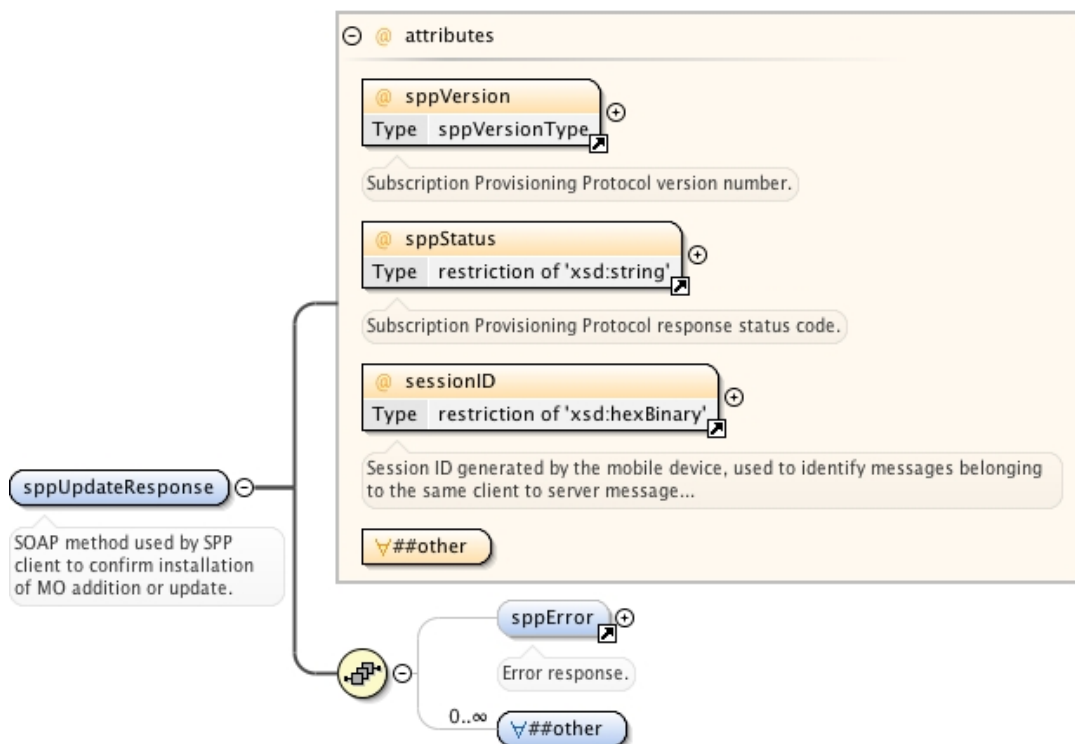 @ attributes
@ sppVersion
Type sppVersionType
Subscription Provisioning Protocol version number.
@ sppStatus
Type restriction of 'xsd:string'
Subscription Provisioning Protocol response status code.
@ sessionID
Type restriction of 'xsd:hexBinary'
Session ID generated by the mobile device, used to identify messages belonging
to the same client to server message...
∀##other
sppUpdateResponse
SOAP method used by SPP
client to confirm installation
of MO addition or update.
sppError
Error response.
0..∞
∀##other